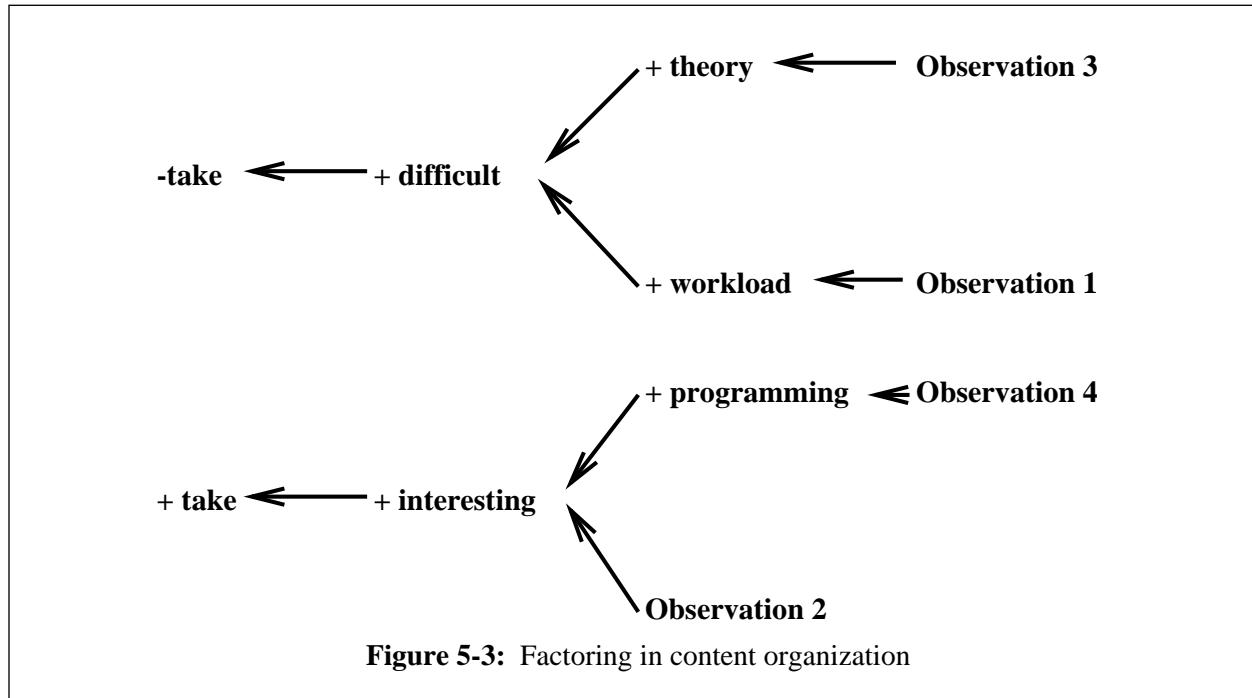 + theory Observation 3
-take + difficult
+ workload Observation 1
+ programming Observation 4
+ take + interesting
Observation 2
Figure 5-3: Factoring in content organization